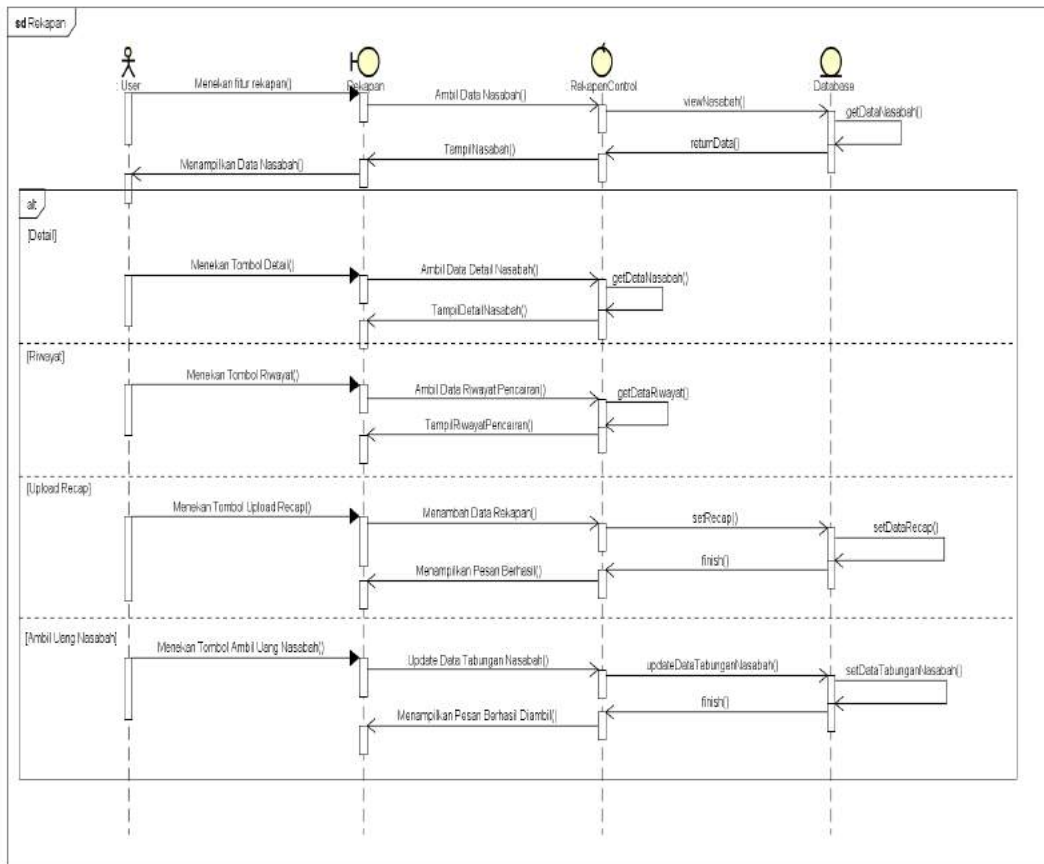 sd Rekapan
: User
Rekapan
RekapanControl
Database
Menekan fitur rekapan()
Ambil Data Nasabah()
viewNasabah()
getDataNasabah()
returnData()
TampilNasabah()
Menampilkan Data Nasabah()
alt
[Detail]
Menekan Tombol Detail()
Ambil Data Detail Nasabah()
getDataNasabah()
TampilDetailNasabah()
[Riwayat]
Menekan Tombol Riwayat()
Ambil Data Riwayat Pencairan()
getDataRiwayat()
TampilRiwayatPencairan()
[Upload Recap]
Menekan Tombol Upload Recap()
Menambah Data Rekapan()
setRecap()
setDataRecap()
finish()
Menampilkan Pesan Berhasil()
[Ambil Uang Nasabah]
Menekan Tombol Ambil Uang Nasabah()
Update Data Tabungan Nasabah()
updateDataTabunganNasabah()
setDataTabunganNasabah()
finish()
Menampilkan Pesan Berhasil Diambil()